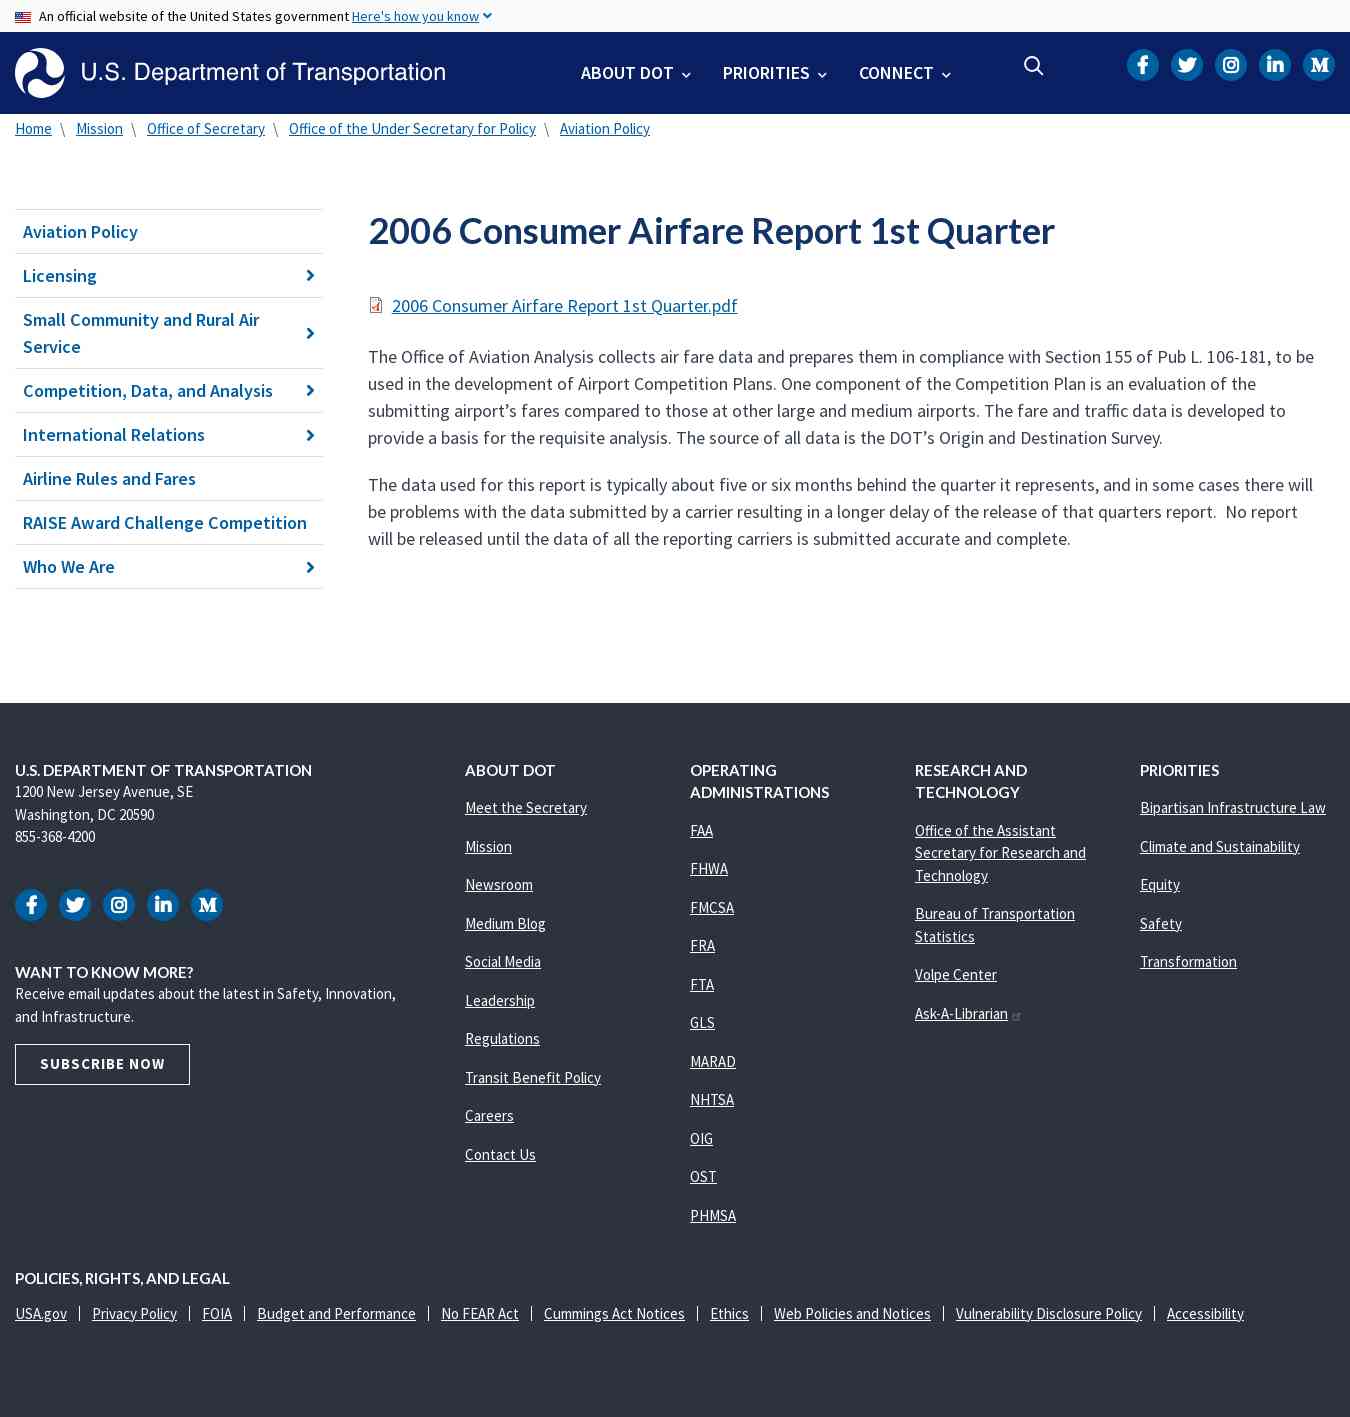 An official website of the United States government Here's how you know
U.S. Department of Transportation
ABOUT DOT PRIORITIES CONNECT
Home \ Mission \ Office of Secretary \ Office of the Under Secretary for Policy \ Aviation Policy
Aviation Policy
Licensing
Small Community and Rural Air
Service
Competition, Data, and Analysis
International Relations
Airline Rules and Fares
RAISE Award Challenge Competition
Who We Are
2006 Consumer Airfare Report 1st Quarter
2006 Consumer Airfare Report 1st Quarter.pdf
The Office of Aviation Analysis collects air fare data and prepares them in compliance with Section 155 of Pub L. 106-181, to be
used in the development of Airport Competition Plans. One component of the Competition Plan is an evaluation of the
submitting airport’s fares compared to those at other large and medium airports. The fare and traffic data is developed to
provide a basis for the requisite analysis. The source of all data is the DOT’s Origin and Destination Survey.
The data used for this report is typically about five or six months behind the quarter it represents, and in some cases there will
be problems with the data submitted by a carrier resulting in a longer delay of the release of that quarters report.  No report
will be released until the data of all the reporting carriers is submitted accurate and complete.
U.S. DEPARTMENT OF TRANSPORTATION
1200 New Jersey Avenue, SE
Washington, DC 20590
855-368-4200
WANT TO KNOW MORE?
Receive email updates about the latest in Safety, Innovation,
and Infrastructure.
SUBSCRIBE NOW
ABOUT DOT
Meet the Secretary
Mission
Newsroom
Medium Blog
Social Media
Leadership
Regulations
Transit Benefit Policy
Careers
Contact Us
OPERATING
ADMINISTRATIONS
FAA
FHWA
FMCSA
FRA
FTA
GLS
MARAD
NHTSA
OIG
OST
PHMSA
RESEARCH AND
TECHNOLOGY
Office of the Assistant
Secretary for Research and
Technology
Bureau of Transportation
Statistics
Volpe Center
Ask-A-Librarian
PRIORITIES
Bipartisan Infrastructure Law
Climate and Sustainability
Equity
Safety
Transformation
POLICIES, RIGHTS, AND LEGAL
USA.gov | Privacy Policy | FOIA | Budget and Performance | No FEAR Act | Cummings Act Notices | Ethics | Web Policies and Notices | Vulnerability Disclosure Policy | Accessibility